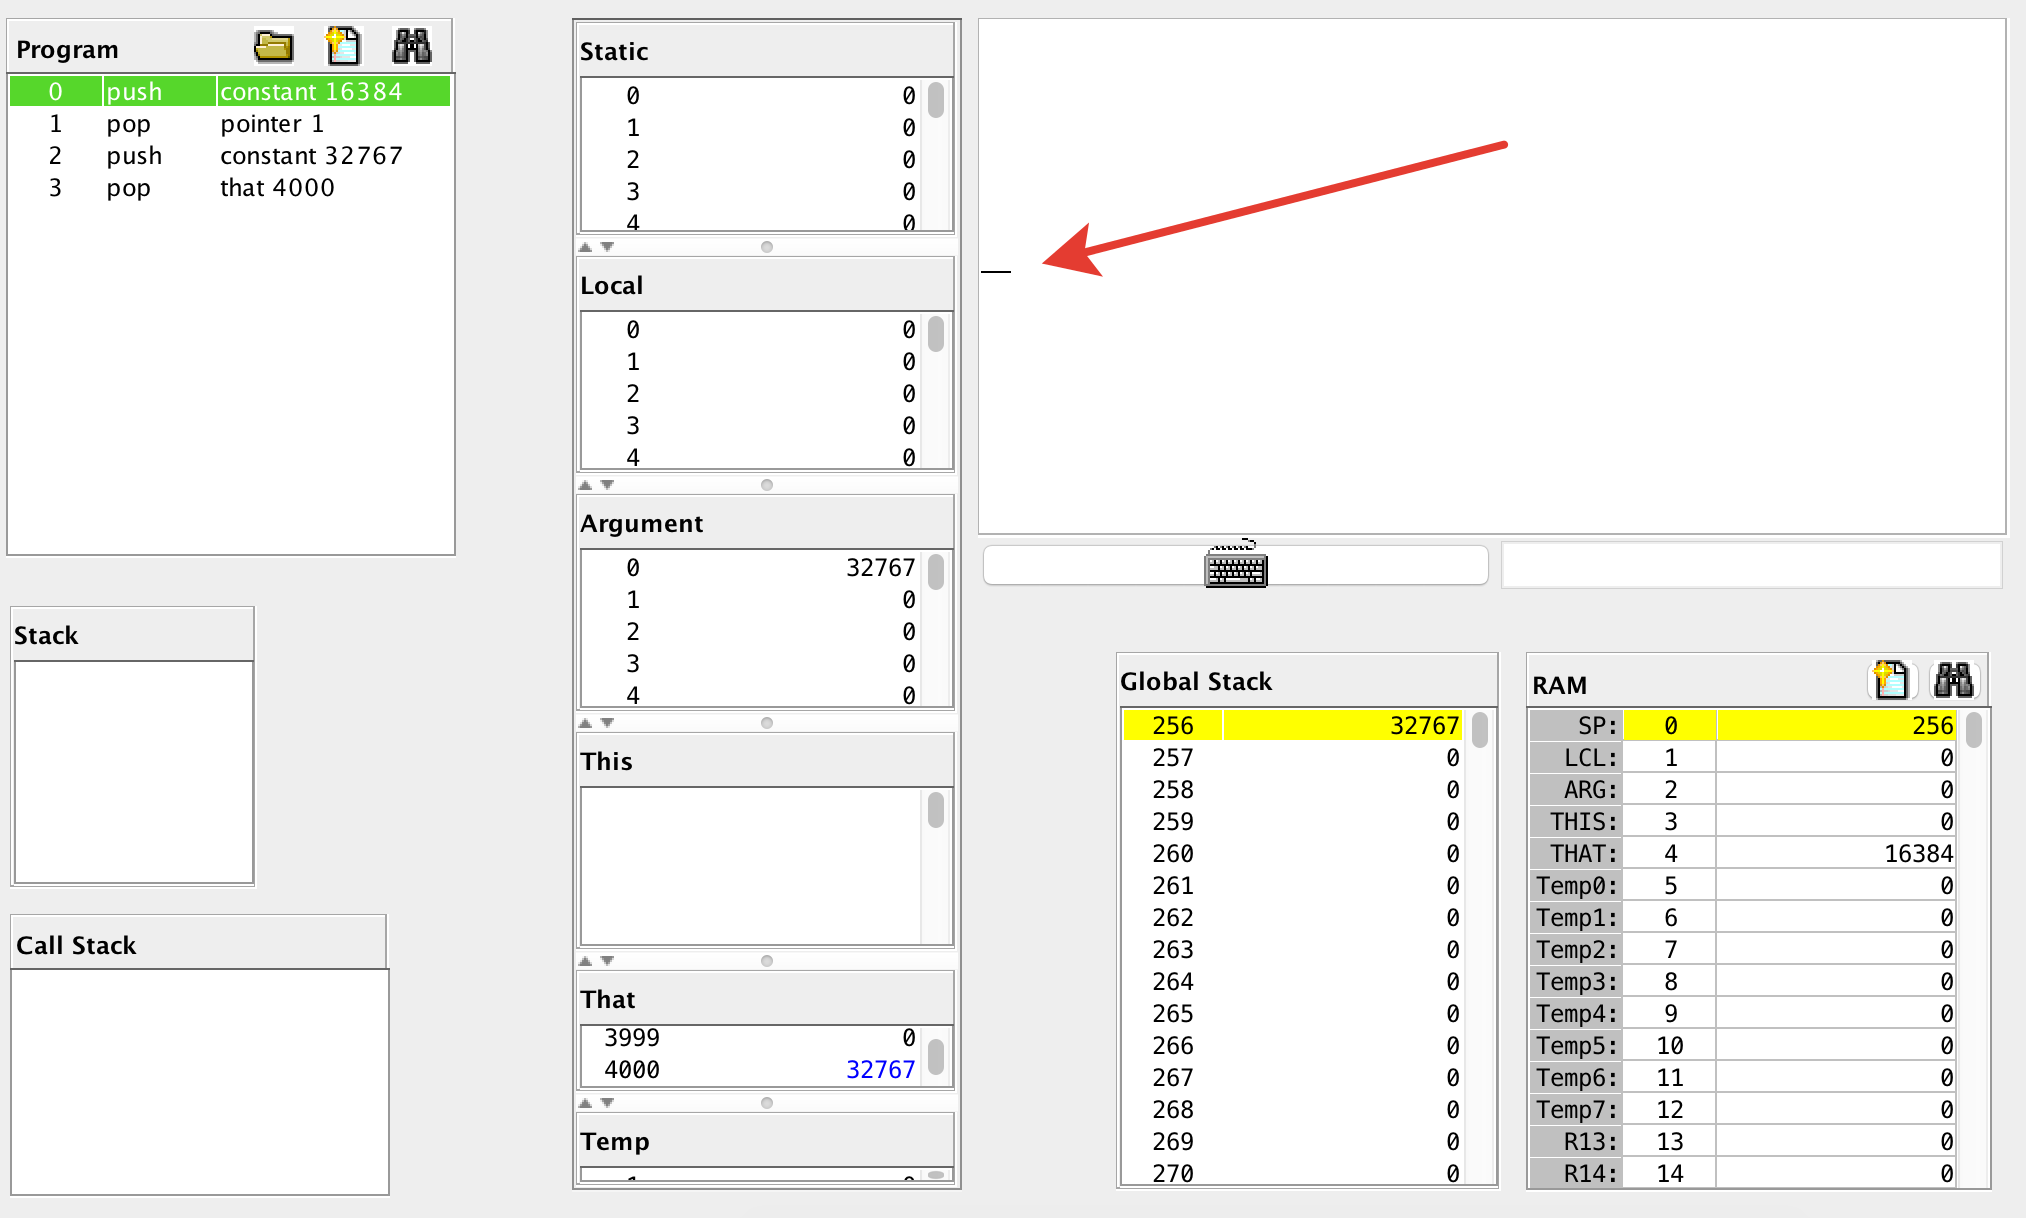 Program
0 push constant 16384
1 pop pointer 1
2 push constant 32767
3 pop that 4000
Stack
Call Stack
Static
0 0
1 0
2 0
3 0
4 0
Local
0 0
1 0
2 0
3 0
4 0
Argument
0 32767
1 0
2 0
3 0
4 0
This
That
3999 0
4000 32767
Temp
Global Stack
256 32767
257 0
258 0
259 0
260 0
261 0
262 0
263 0
264 0
265 0
266 0
267 0
268 0
269 0
270 0
RAM
SP: 0 256
LCL: 1 0
ARG: 2 0
THIS: 3 0
THAT: 4 16384
Temp0: 5 0
Temp1: 6 0
Temp2: 7 0
Temp3: 8 0
Temp4: 9 0
Temp5: 10 0
Temp6: 11 0
Temp7: 12 0
R13: 13 0
R14: 14 0